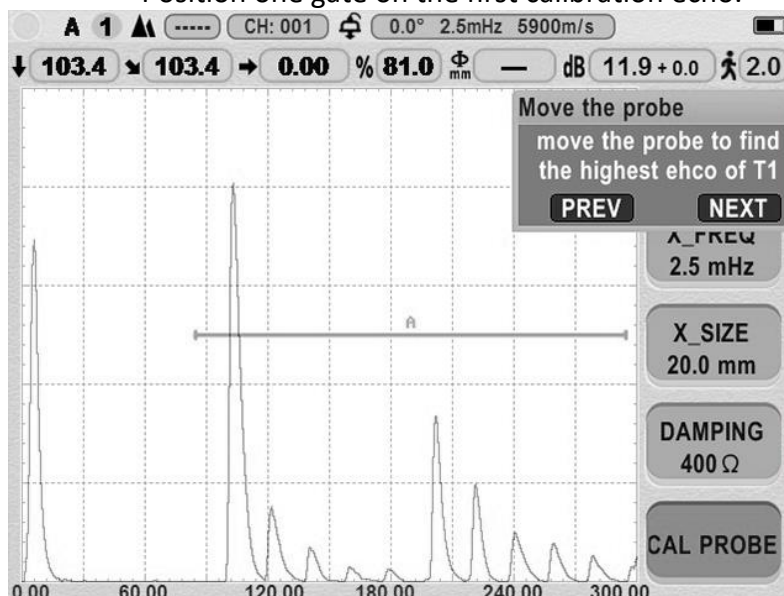 Position one gate on the first calibration echo.
A 1 ----- CH: 001 0.0° 2.5mHz 5900m/s
103.4 103.4 0.00 % 81.0 Φ mm — dB 11.9 + 0.0 2.0
Move the probe
move the probe to find
the highest ehco of T1
PREV NEXT
X_FREQ
2.5 mHz
A
X_SIZE
20.0 mm
DAMPING
400 Ω
CAL PROBE
0.00 60.00 120.00 180.00 240.00 300.00